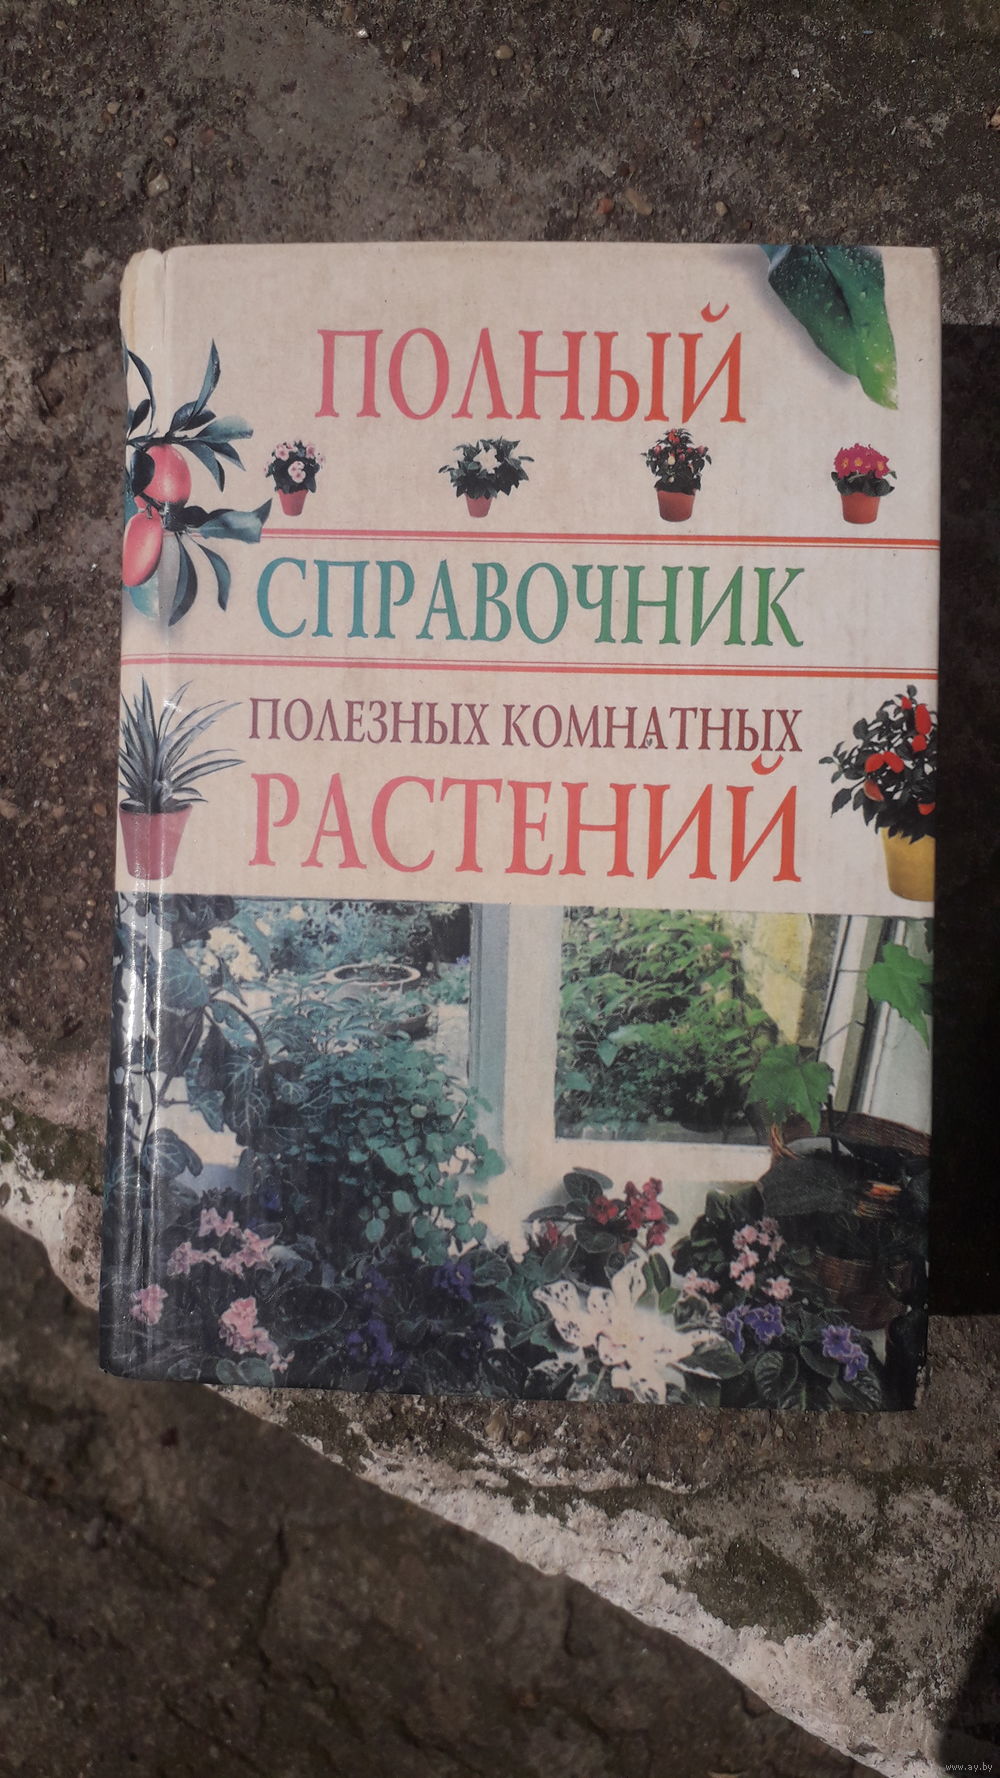 ПОЛНЫЙ
СПРАВОЧНИК
ПОЛЕЗНЫХ КОМНАТНЫХ
РАСТЕНИЙ
www.ay.by